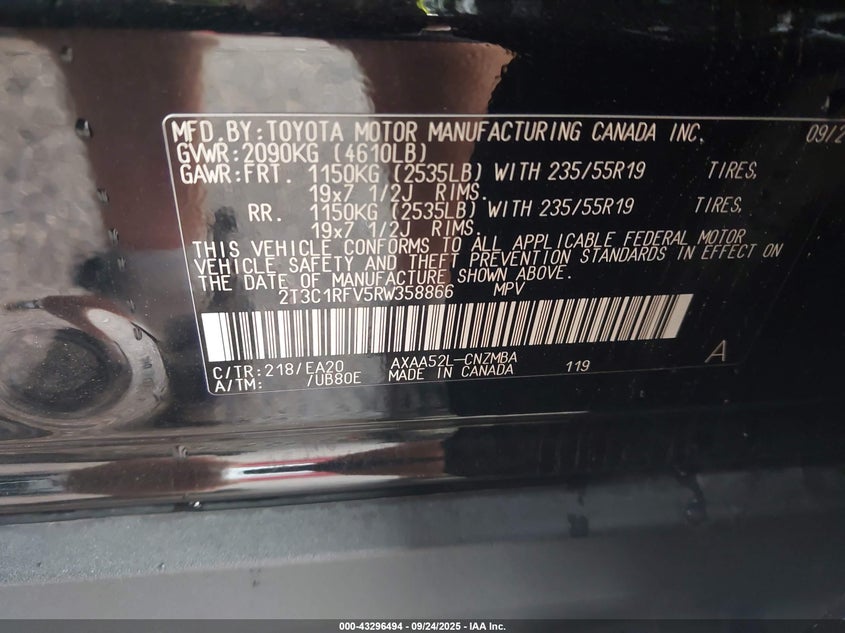 MFD.BY:TOYOTA MOTOR MANUFACTURING CANADA INC. 09/2
GVWR:2090KG (4610LB)
GAWR:FRT. 1150KG (2535LB) WITH 235/55R19 TIRES,
19x7 1/2J RIMS.
RR. 1150KG (2535LB) WITH 235/55R19 TIRES,
19x7 1/2J RIMS.
THIS VEHICLE CONFORMS TO ALL APPLICABLE FEDERAL MOTOR
VEHICLE SAFETY AND THEFT PREVENTION STANDARDS IN EFFECT ON
THE DATE OF MANUFACTURE SHOWN ABOVE.
2T3C1RFV5RW358866 MPV
C/TR:218/EA20 AXAA52L-CNZMBA 119 A
A/TM: /UB80E MADE IN CANADA
000-43296494 - 09/24/2025 - IAA Inc.